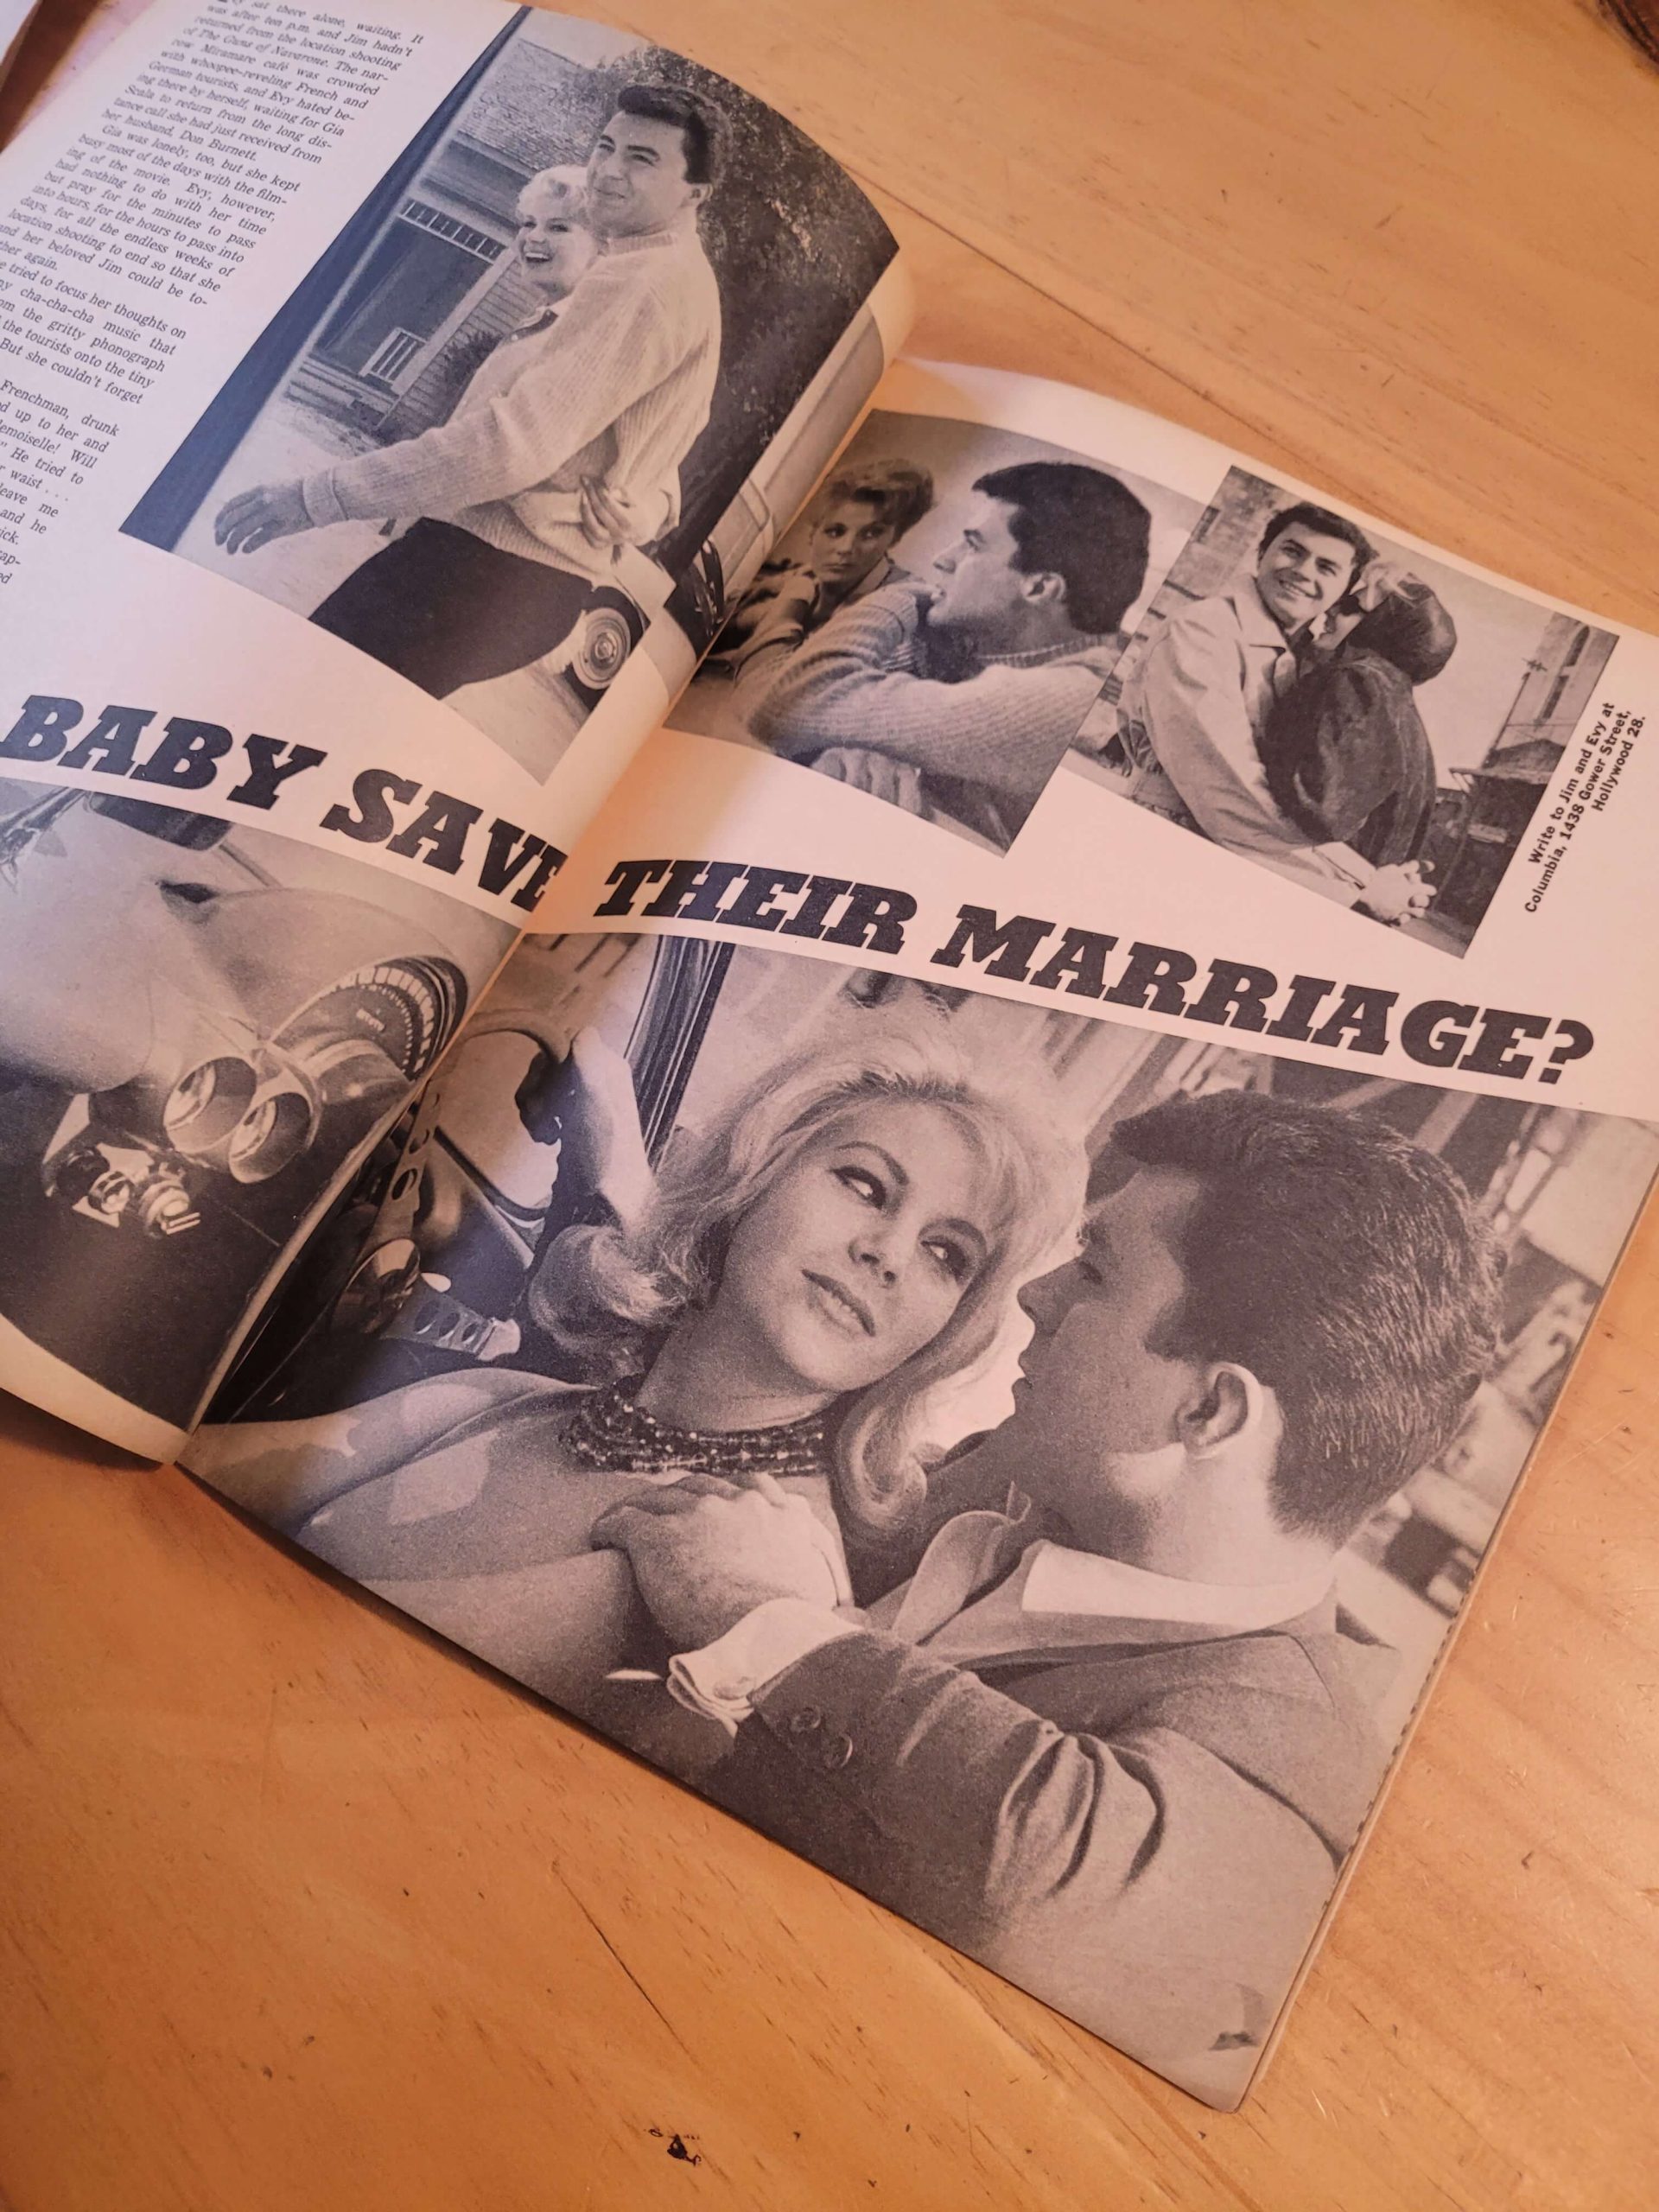 sat there alone, waiting. It
was after ten p.m. and Jim hadn't
returned from the location shooting
of The Guns of Navarone. The nar-
row Miramare café was crowded
with whoopee-reveling French and
German tourists, and Evy hated be-
ing there by herself, waiting for Gia
Scala to return from the long dis-
tance call she had just received from
her husband, Don Burnett.
Gia was lonely, too, but she kept
busy most of the days with the film-
ing of the movie. Evy, however,
had nothing to do with her time
but pray for the minutes to pass
into hours, for the hours to pass into
days, for all the endless weeks of
location shooting to end so that she
and her beloved Jim could be to-
ther again.
e tried to focus her thoughts on
cha-cha-cha music that
om the gritty phonograph
the tourists onto the tiny
But she couldn't forget
Frenchman, drunk
d up to her and
emoiselle! Will
" He tried to
r waist . . .
leave me
and he
ick.
ap-
ed
BABY SAVE THEIR MARRIAGE?
Write to Jim and Evy at
Columbia, 1438 Gower Street,
Hollywood 28.